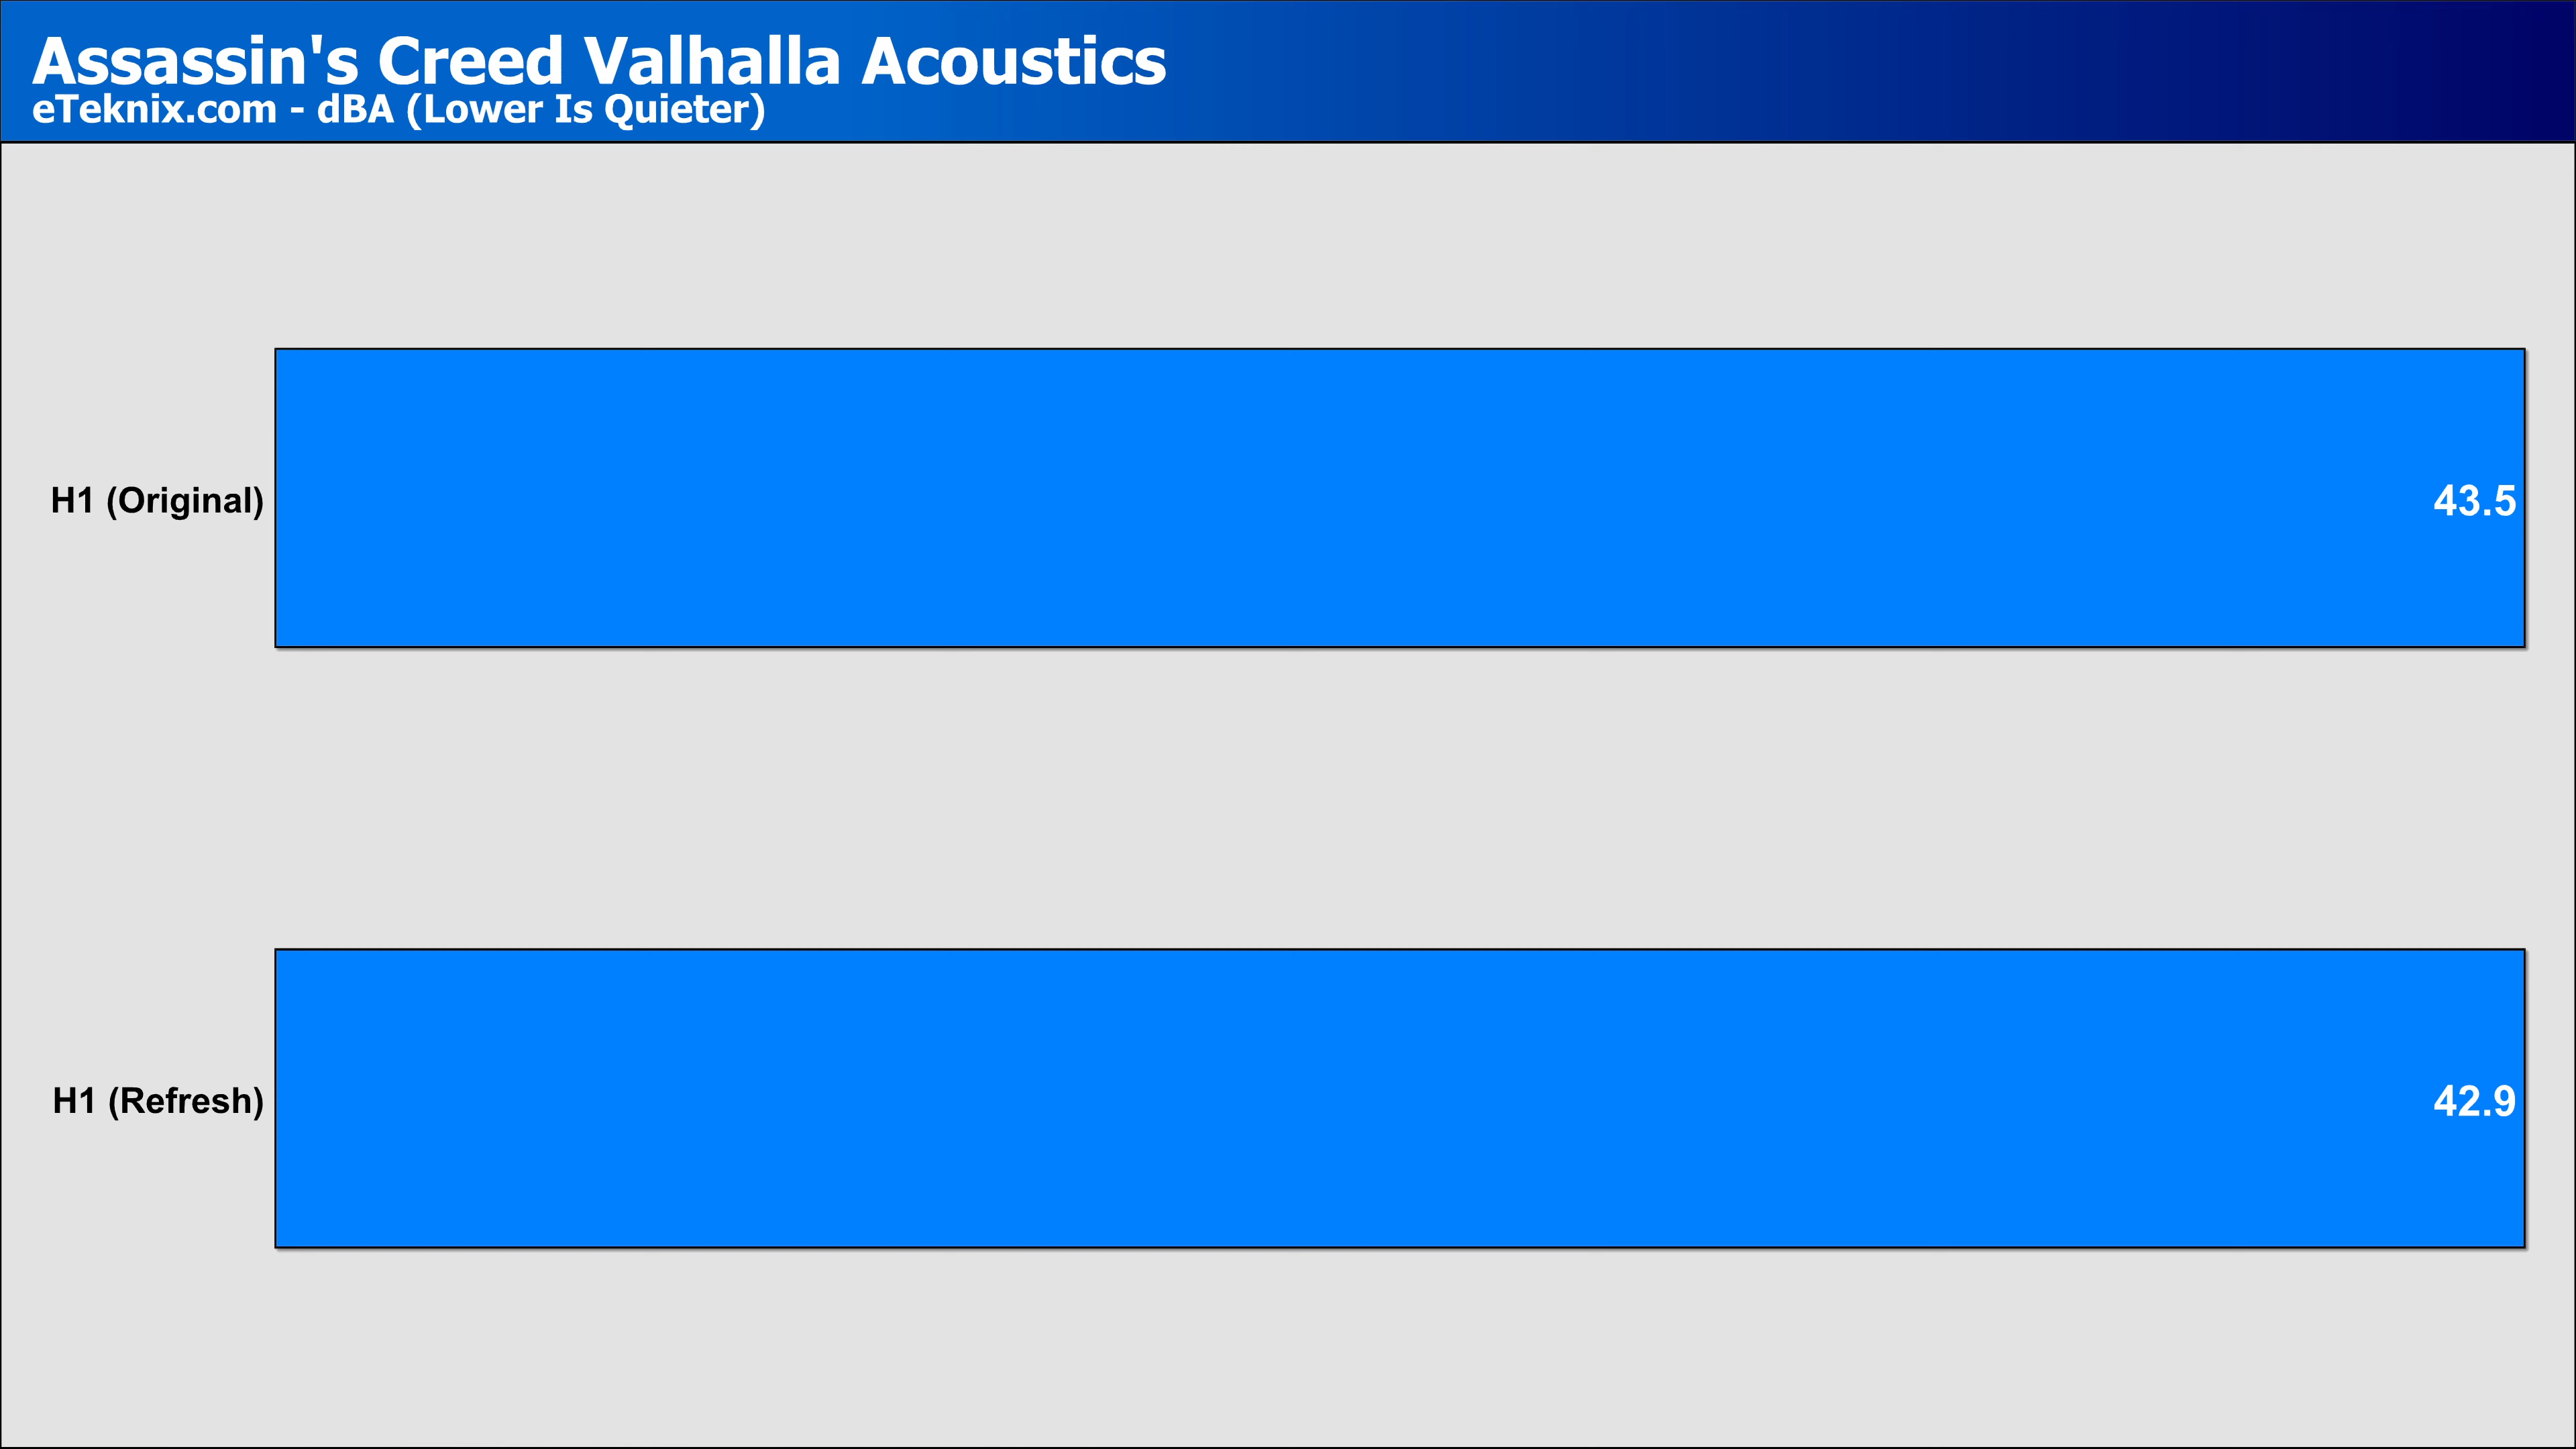 Assassin's Creed Valhalla Acoustics
eTeknix.com - dBA (Lower Is Quieter)
H1 (Original)
43.5
H1 (Refresh)
42.9